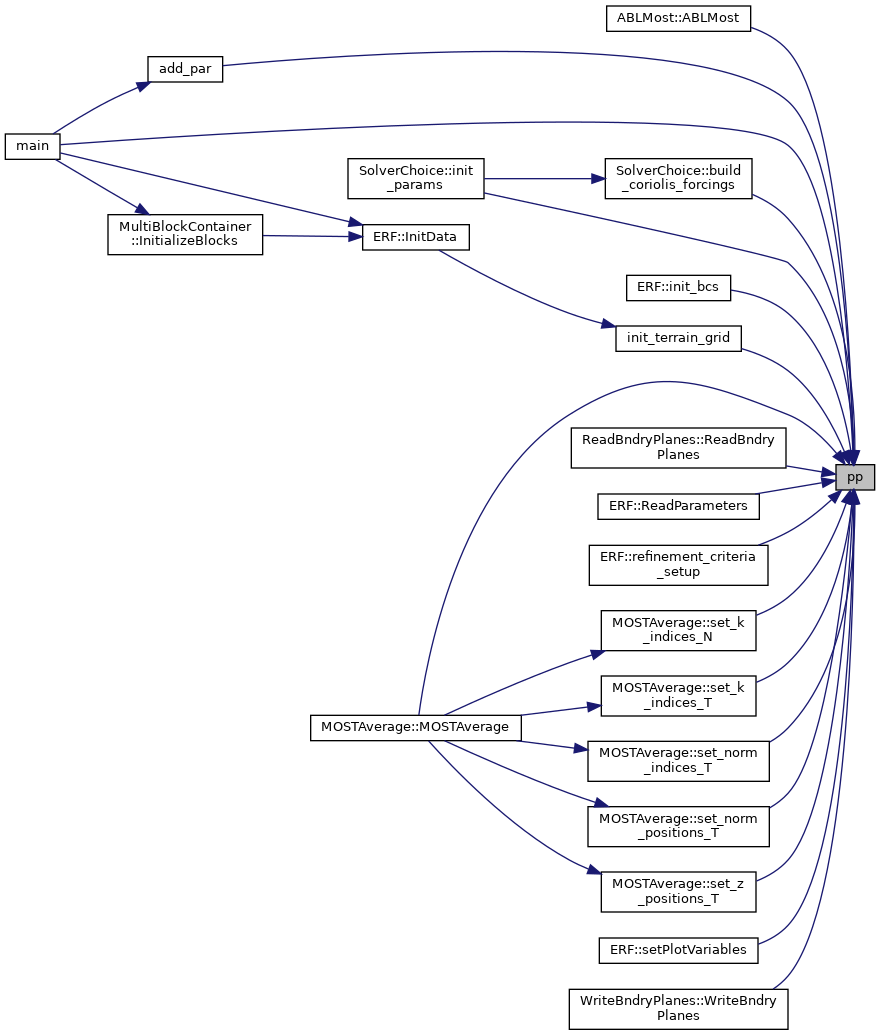 ABLMost::ABLMost
add_par
main
SolverChoice::init
_params
SolverChoice::build
_coriolis_forcings
MultiBlockContainer
::InitializeBlocks
ERF::InitData
ERF::init_bcs
init_terrain_grid
ReadBndryPlanes::ReadBndry
Planes
pp
ERF::ReadParameters
ERF::refinement_criteria
_setup
MOSTAverage::set_k
_indices_N
MOSTAverage::set_k
_indices_T
MOSTAverage::MOSTAverage
MOSTAverage::set_norm
_indices_T
MOSTAverage::set_norm
_positions_T
MOSTAverage::set_z
_positions_T
ERF::setPlotVariables
WriteBndryPlanes::WriteBndry
Planes